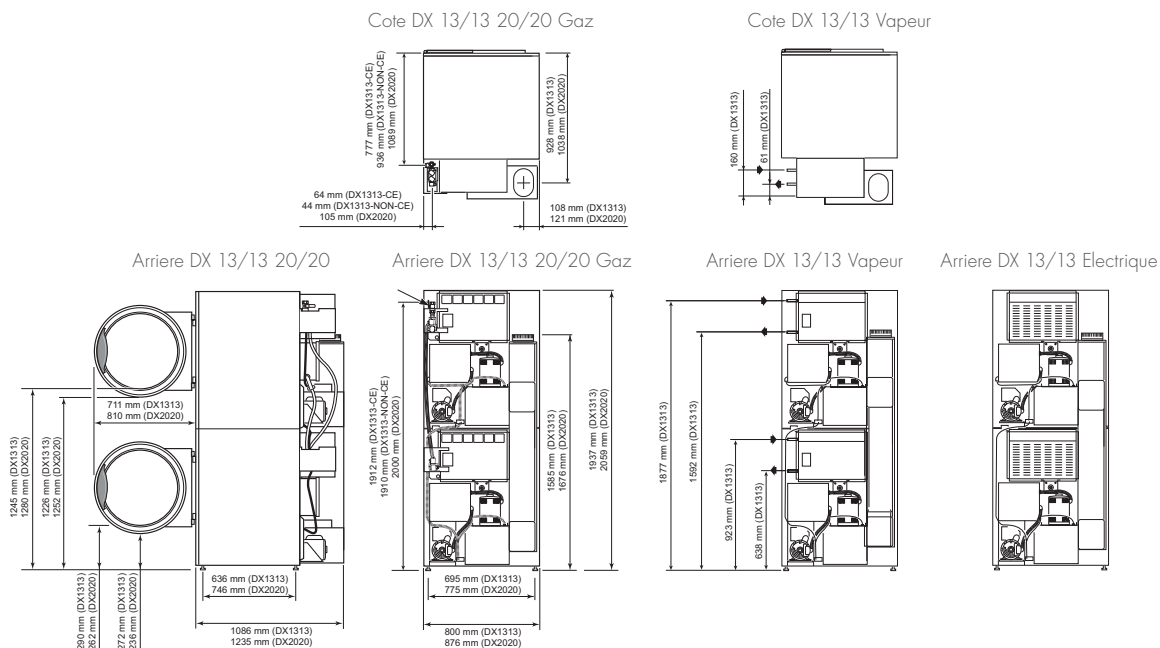 Cote DX 13/13 20/20 Gaz
777 mm (DX1313-CE)
936 mm (DX1313-NON-CE)
1089 mm (DX2020)
928 mm (DX1313)
1038 mm (DX2020)
64 mm (DX1313-CE)
44 mm (DX1313-NON-CE)
105 mm (DX2020)
108 mm (DX1313)
121 mm (DX2020)
Cote DX 13/13 Vapeur
160 mm (DX1313)
61 mm (DX1313)
Arriere DX 13/13 20/20
711 mm (DX1313)
810 mm (DX2020)
1245 mm (DX1313)
1280 mm (DX2020)
1226 mm (DX1313)
1252 mm (DX2020)
290 mm (DX1313)
262 mm (DX2020)
272 mm (DX1313)
236 mm (DX2020)
636 mm (DX1313)
746 mm (DX2020)
1086 mm (DX1313)
1235 mm (DX2020)
Arriere DX 13/13 20/20 Gaz
1912 mm (DX1313-CE)
1910 mm (DX1313-NON-CE)
2000 mm (DX2020)
1585 mm (DX1313)
1676 mm (DX2020)
1937 mm (DX1313)
2059 mm (DX2020)
695 mm (DX1313)
775 mm (DX2020)
800 mm (DX1313)
876 mm (DX2020)
Arriere DX 13/13 Vapeur
1877 mm (DX1313)
1592 mm (DX1313)
923 mm (DX1313)
638 mm (DX1313)
Arriere DX 13/13 Electrique